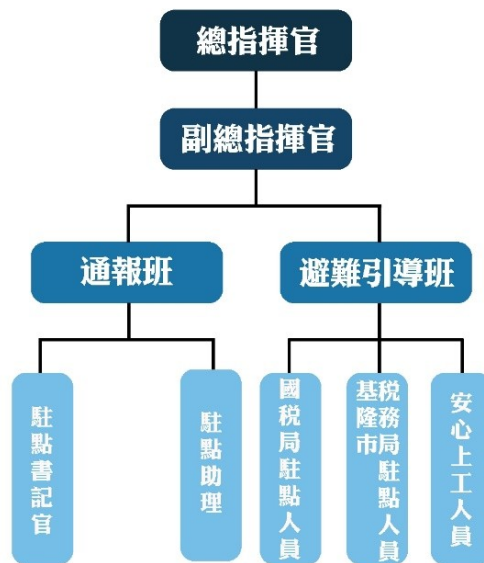 總指揮官
副總指揮官
通報班
避難引導班
駐點書記官
駐點助理
國稅局駐點人員
基隆市
稅務局駐點人員
安心上工人員